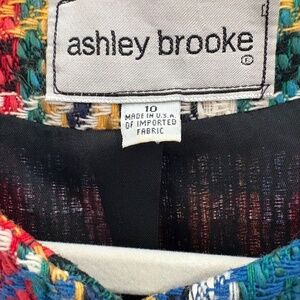 ashley brooke
®
10
MADE IN U.S.A.
OF IMPORTED
FABRIC